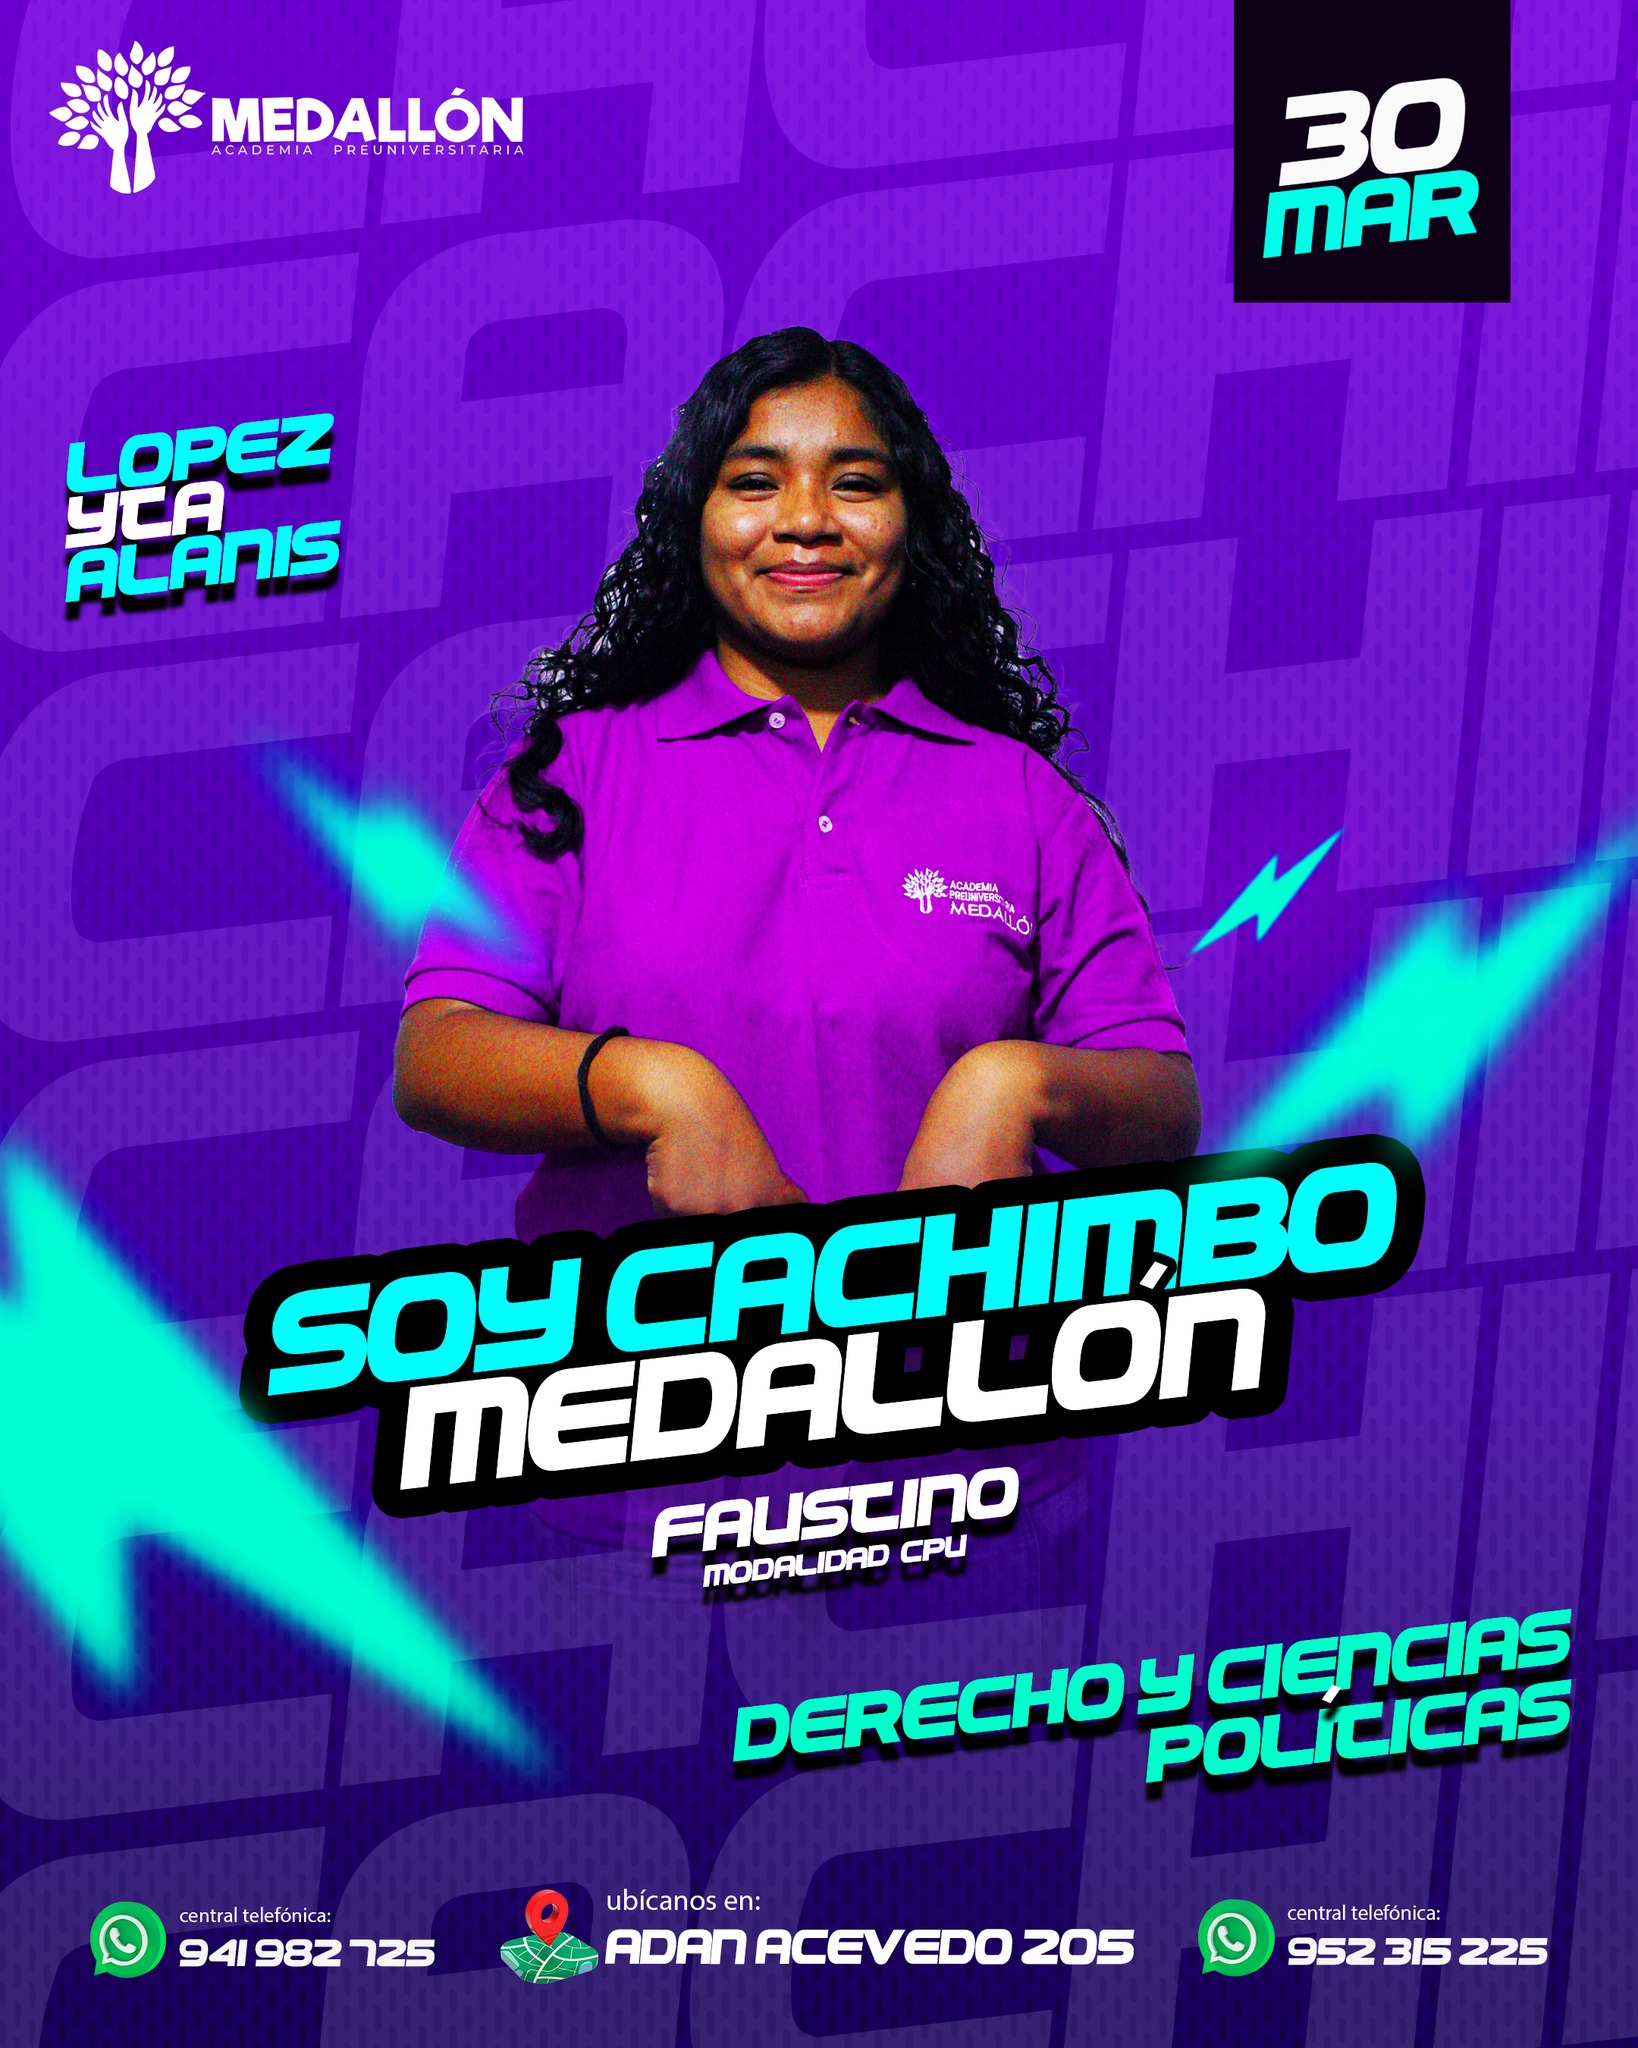 MEDALLÓN
ACADEMIA PREUNIVERSITARIA
30
MAR
LOPEZ
YTA
ALANIS
ACADEMIA
PREUNIVERSITARIA
MEDALLÓ
SOY CACHIMBO
MEDALLÓN
FAUSTINO
MODALIDAD CPU
DERECHO Y CIENCIAS
POLÍTICAS
central telefónica:
941 982 725
ubícanos en:
ADAN ACEVEDO 205
central telefónica:
952 315 225